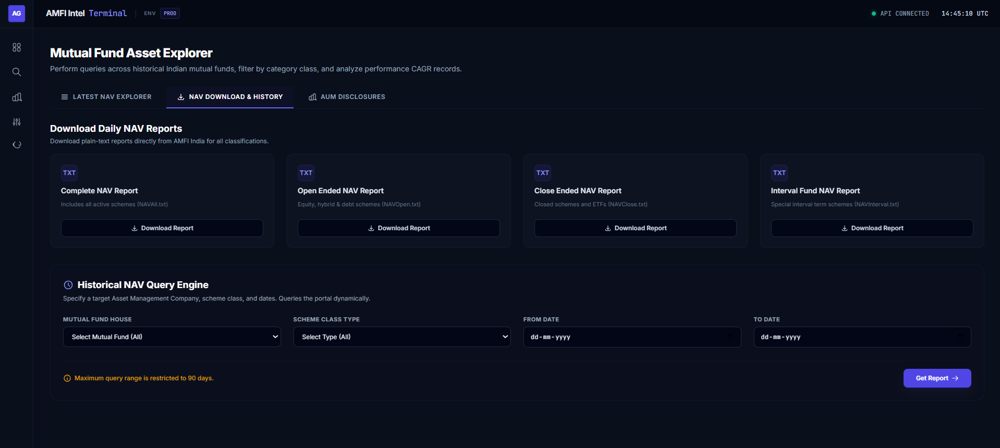 AG
AMFI Intel Terminal
ENV PROD
API CONNECTED
14:45:10 UTC
Mutual Fund Asset Explorer
Perform queries across historical Indian mutual funds, filter by category class, and analyze performance CAGR records.
LATEST NAV EXPLORER
NAV DOWNLOAD & HISTORY
AUM DISCLOSURES
Download Daily NAV Reports
Download plain-text reports directly from AMFI India for all classifications.
TXT
Complete NAV Report
Includes all active schemes (NAVAll.txt)
Download Report
TXT
Open Ended NAV Report
Equity, hybrid & debt schemes (NAVOpen.txt)
Download Report
TXT
Close Ended NAV Report
Closed schemes and ETFs (NAVClose.txt)
Download Report
TXT
Interval Fund NAV Report
Special interval term schemes (NAVInterval.txt)
Download Report
Historical NAV Query Engine
Specify a target Asset Management Company, scheme class, and dates. Queries the portal dynamically.
MUTUAL FUND HOUSE
Select Mutual Fund (All)
SCHEME CLASS TYPE
Select Type (All)
FROM DATE
dd-mm-yyyy
TO DATE
dd-mm-yyyy
Maximum query range is restricted to 90 days.
Get Report